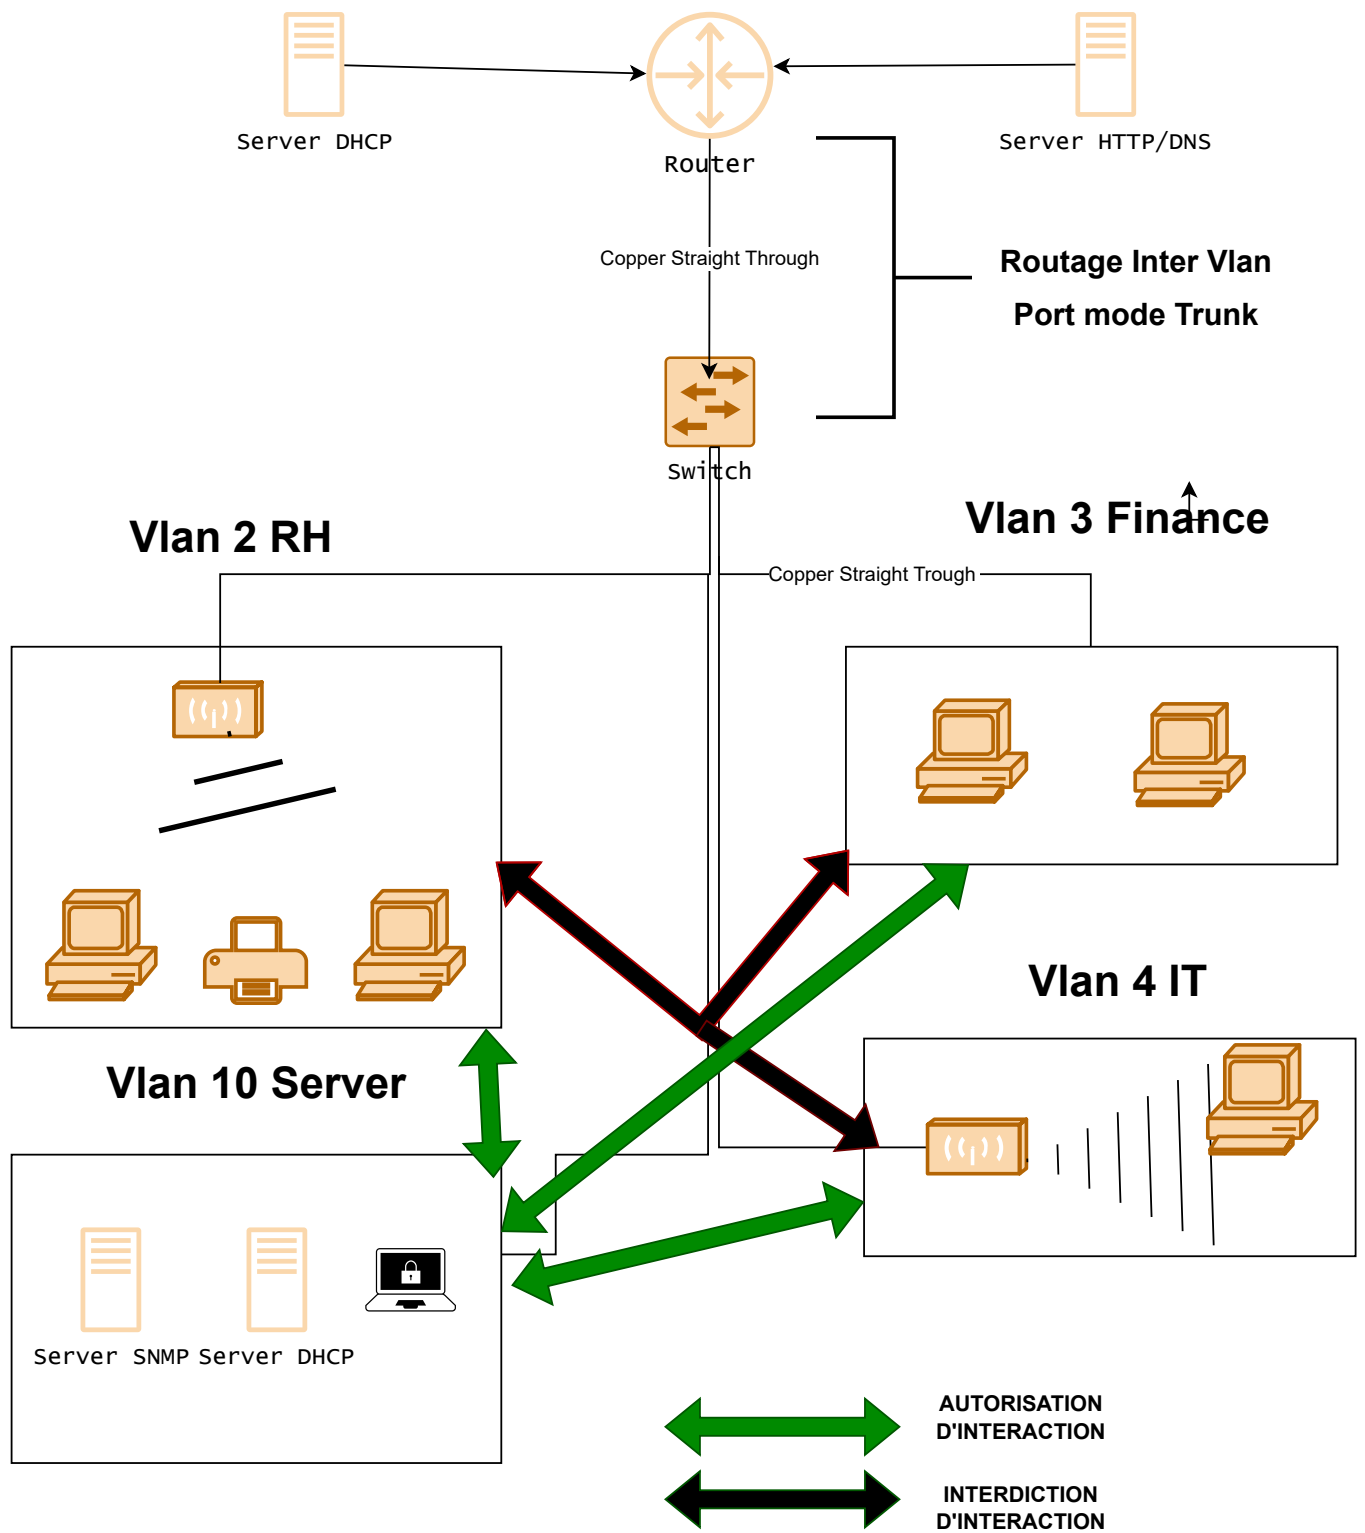 Server DHCP
Router
Server HTTP/DNS
Copper Straight Through
Routage Inter Vlan
Port mode Trunk
Switch
Vlan 2 RH
Vlan 3 Finance
Copper Straight Trough
Vlan 4 IT
Vlan 10 Server
Server SNMP
Server DHCP
AUTORISATION
D'INTERACTION
INTERDICTION
D'INTERACTION